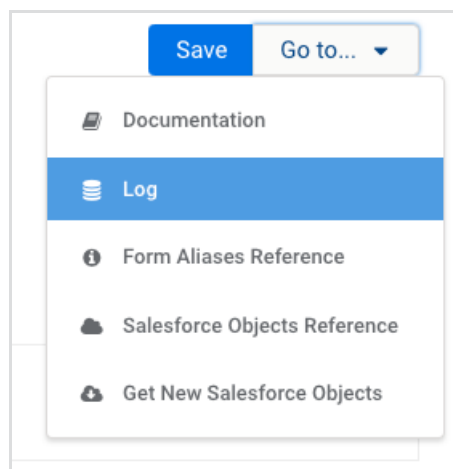 Save Go to...
Documentation
Log
Form Aliases Reference
Salesforce Objects Reference
Get New Salesforce Objects